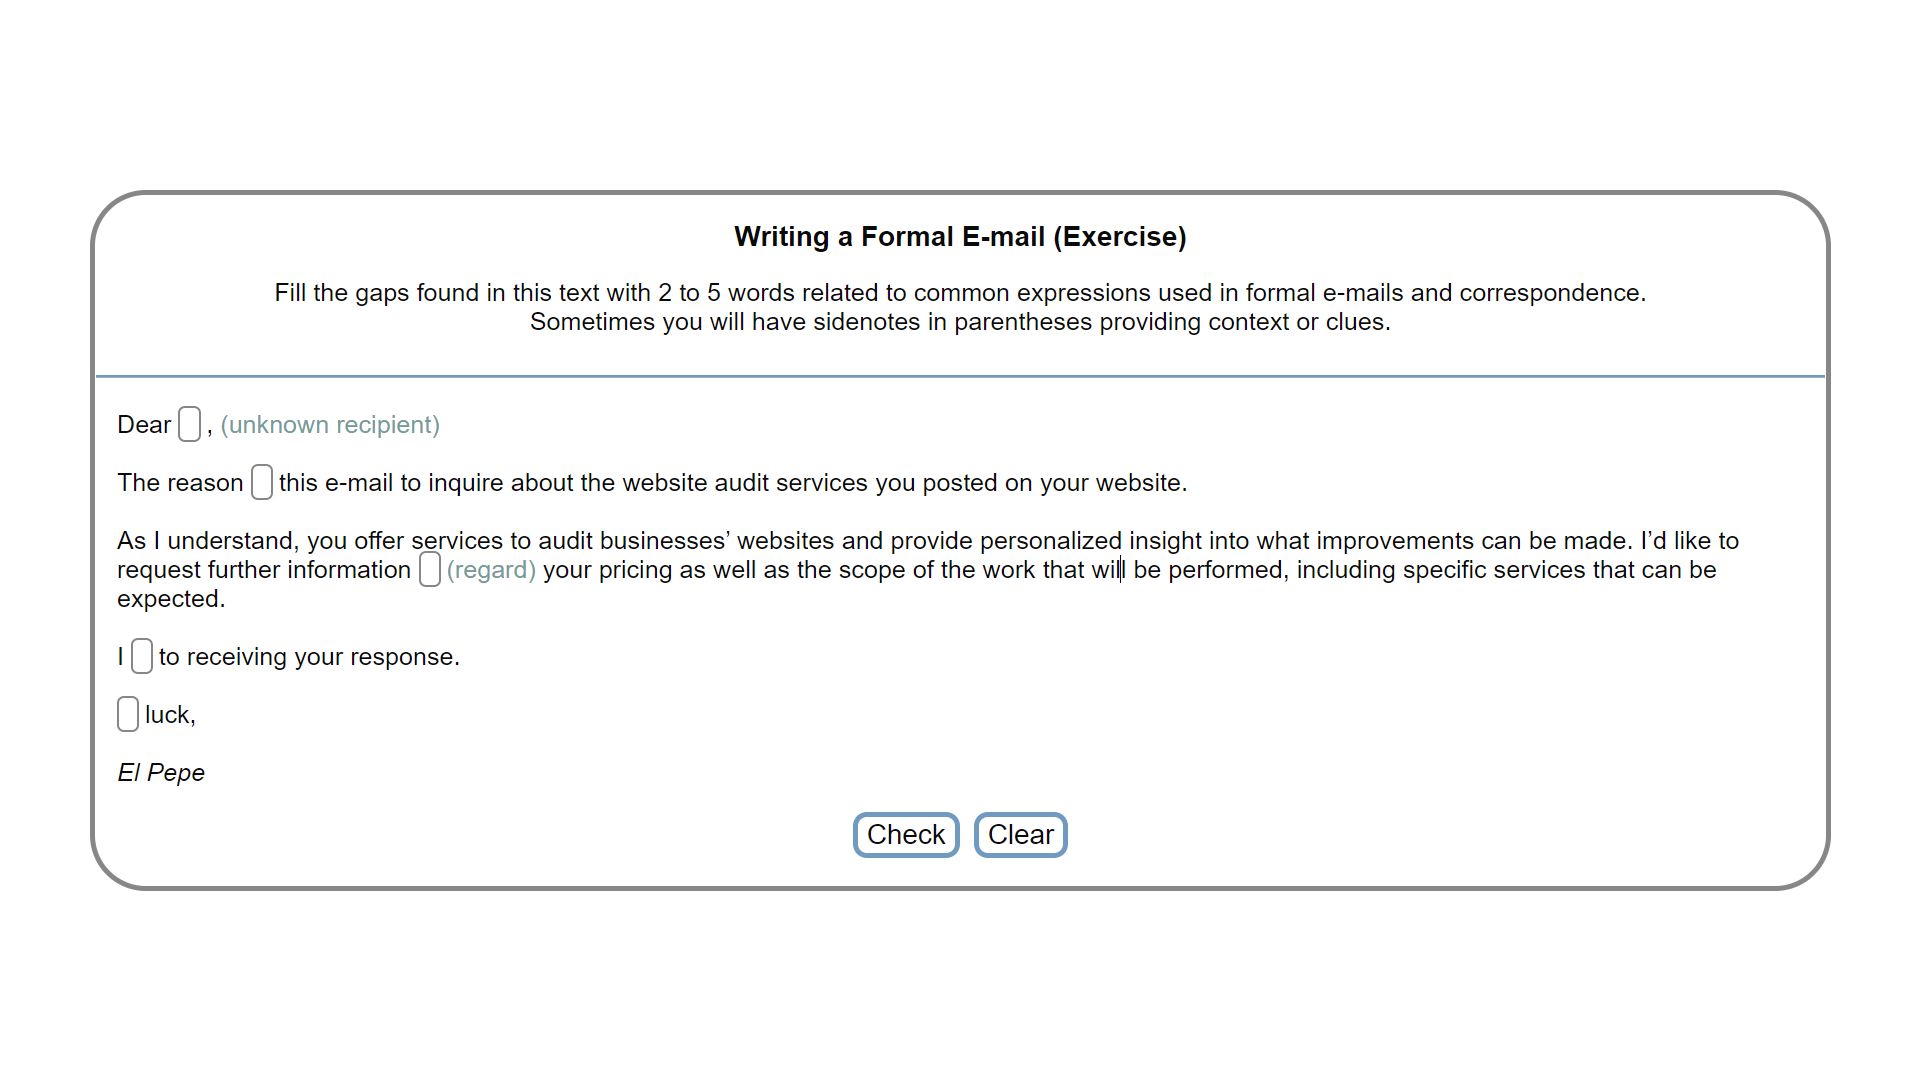 Writing a Formal E-mail (Exercise)
Fill the gaps found in this text with 2 to 5 words related to common expressions used in formal e-mails and correspondence.
Sometimes you will have sidenotes in parentheses providing context or clues.
Dear , (unknown recipient)
The reason this e-mail to inquire about the website audit services you posted on your website.
As I understand, you offer services to audit businesses’ websites and provide personalized insight into what improvements can be made. I’d like to
request further information (regard) your pricing as well as the scope of the work that will be performed, including specific services that can be
expected.
I to receiving your response.
luck,
El Pepe
Check Clear